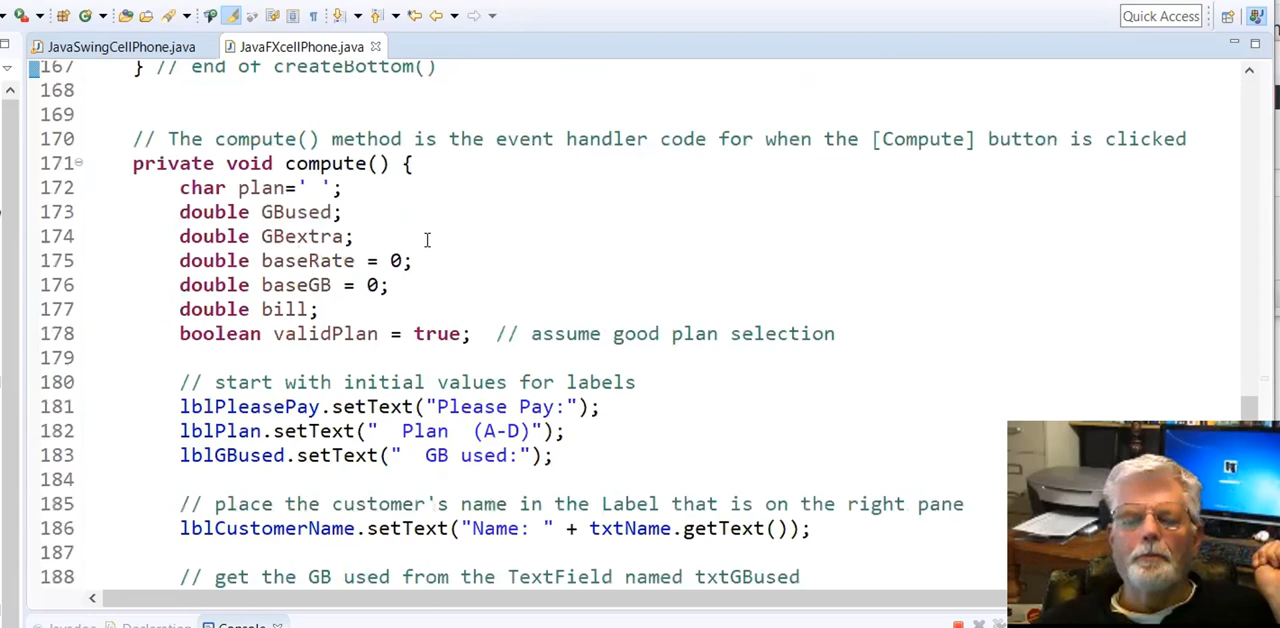 Quick Access
JavaSwingCellPhone.java
JavaFXcellPhone.java
167 } // end of createBottom()
168
169
170 // The compute() method is the event handler code for when the [Compute] button is clicked
171 private void compute() {
172 char plan=' ';
173 double GBused;
174 double GBextra;
175 double baseRate = 0;
176 double baseGB = 0;
177 double bill;
178 boolean validPlan = true; // assume good plan selection
179
180 // start with initial values for labels
181 lblPleasePay.setText("Please Pay:");
182 lblPlan.setText("  Plan  (A-D)");
183 lblGBused.setText("  GB used:");
184
185 // place the customer's name in the Label that is on the right pane
186 lblCustomerName.setText("Name: " + txtName.getText());
187
188 // get the GB used from the TextField named txtGBused
Javadoc Declaration Console